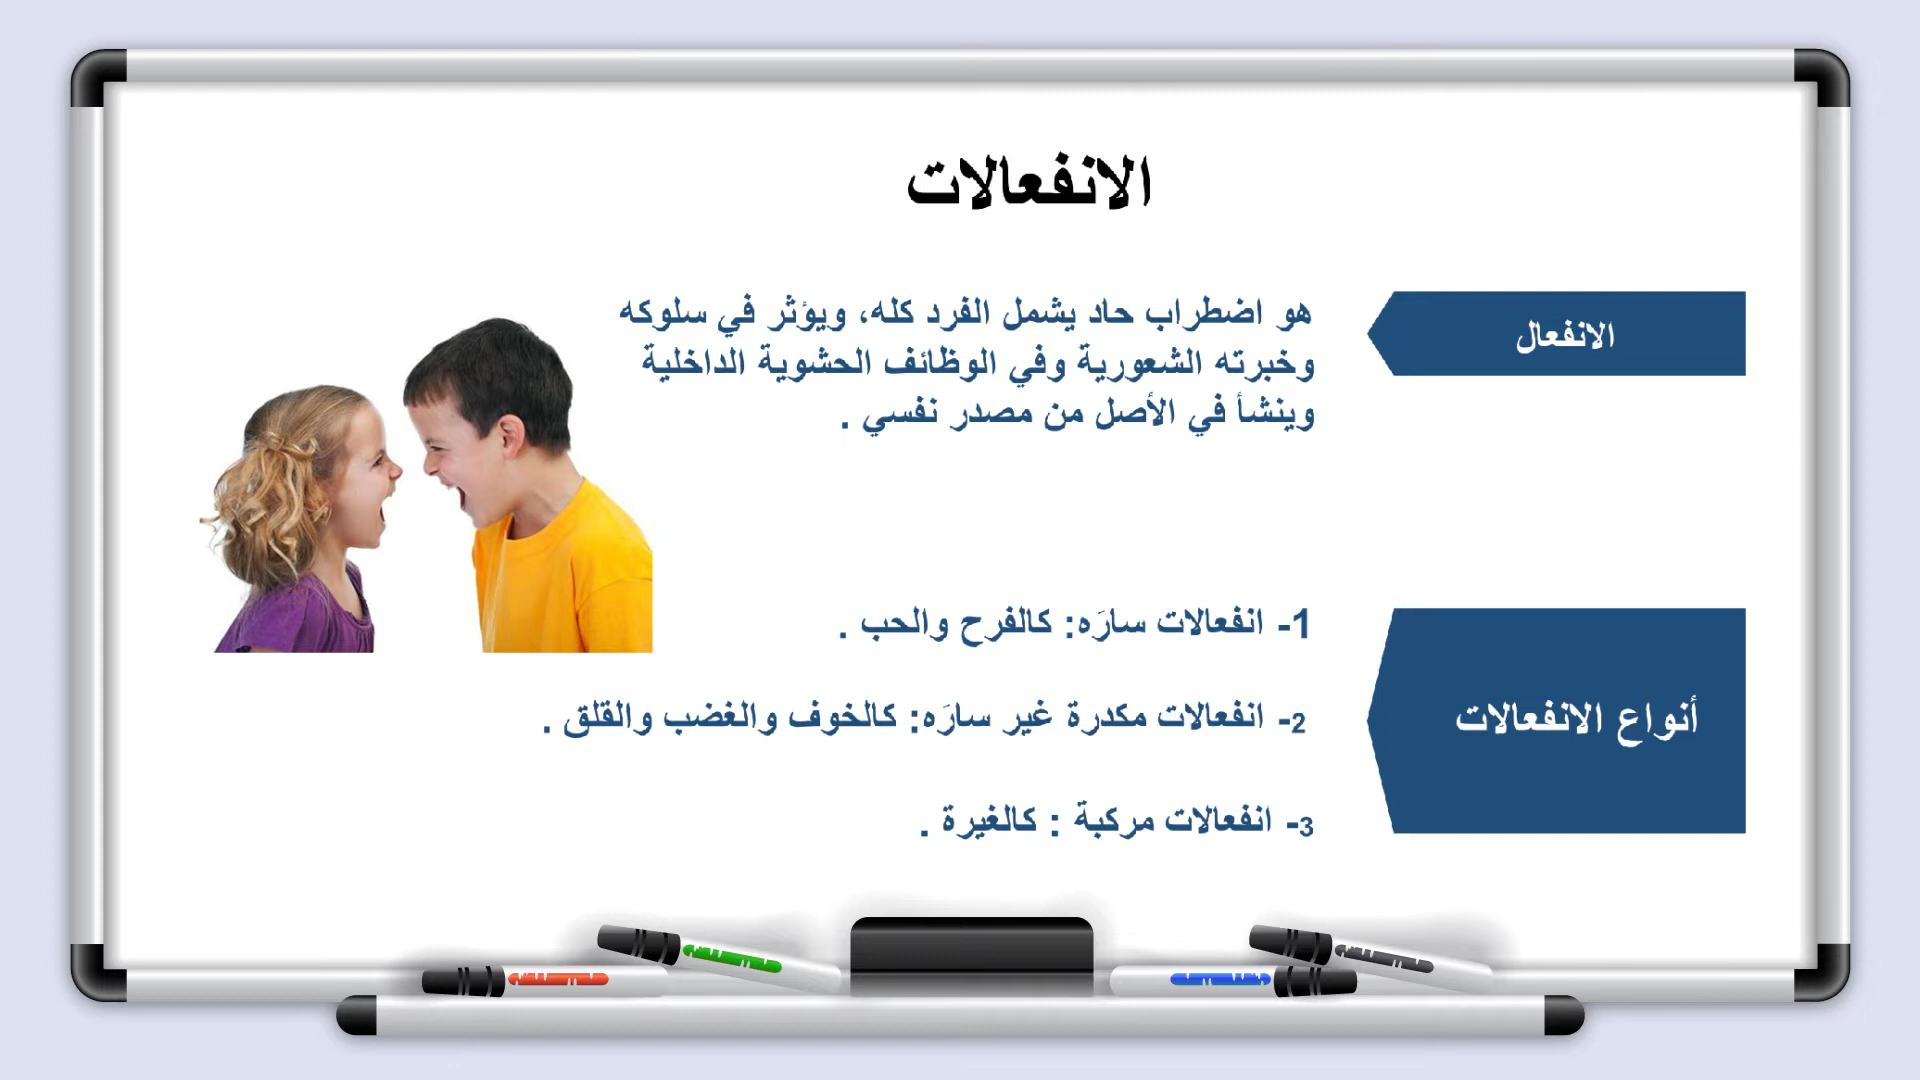 الانفعالات
الانفعال
هو اضطراب حاد يشمل الفرد كله، ويؤثر في سلوكه
وخبرته الشعورية وفي الوظائف الحشوية الداخلية
وينشأ في الأصل من مصدر نفسي .
أنواع الانفعالات
1- انفعالات سارَه: كالفرح والحب .
2- انفعالات مكدرة غير سارَه: كالخوف والغضب والقلق .
3- انفعالات مركبة : كالغيرة .